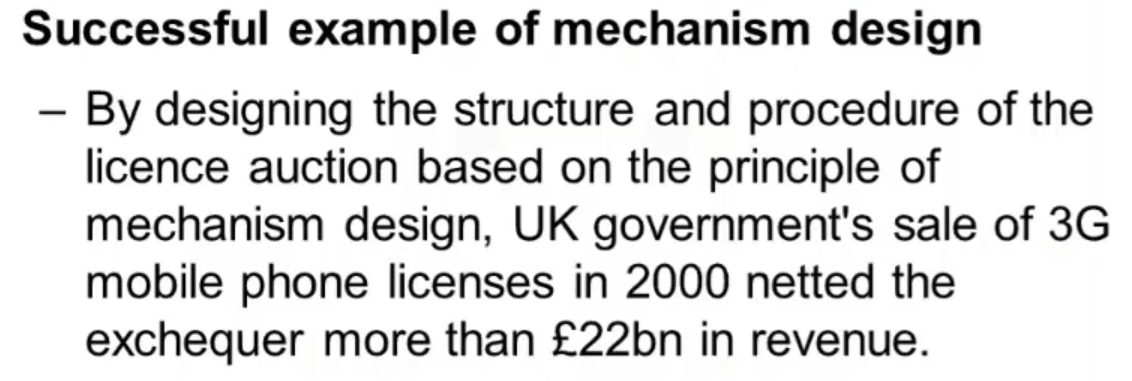 Successful example of mechanism design
– By designing the structure and procedure of the
licence auction based on the principle of
mechanism design, UK government's sale of 3G
mobile phone licenses in 2000 netted the
exchequer more than £22bn in revenue.